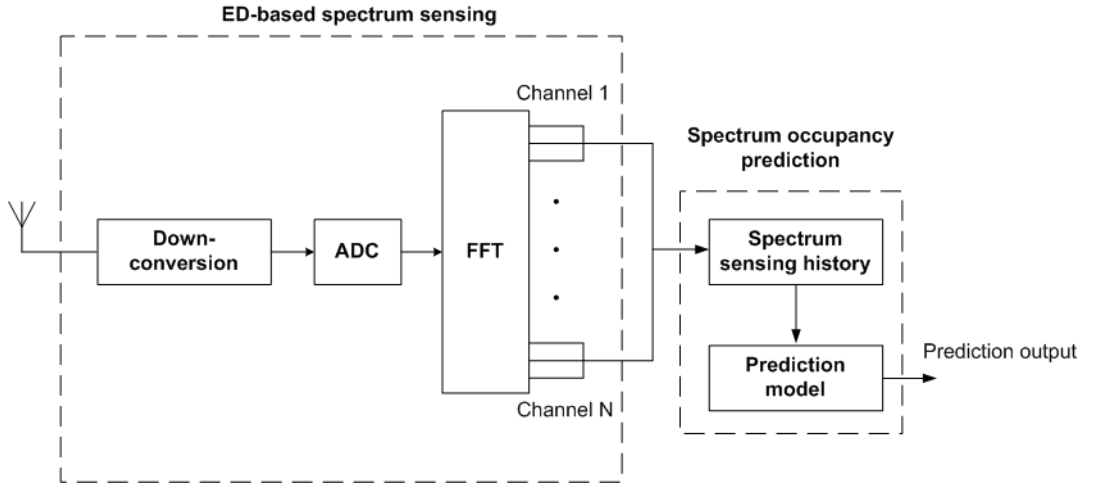 ED-based spectrum sensing
Channel 1
Spectrum occupancy
prediction
Down-
conversion
ADC
FFT
Spectrum
sensing history
Prediction
model
Prediction output
Channel N